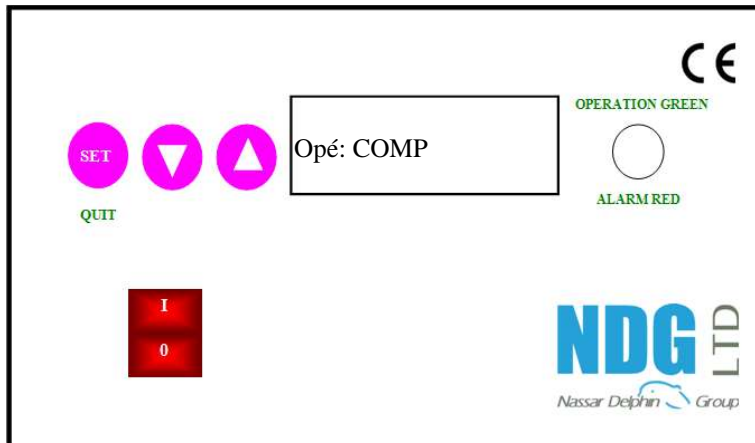 CE
OPERATION GREEN
SET
Opé: COMP
ALARM RED
QUIT
I
0
NDG LTD
Nassar Delphin Group